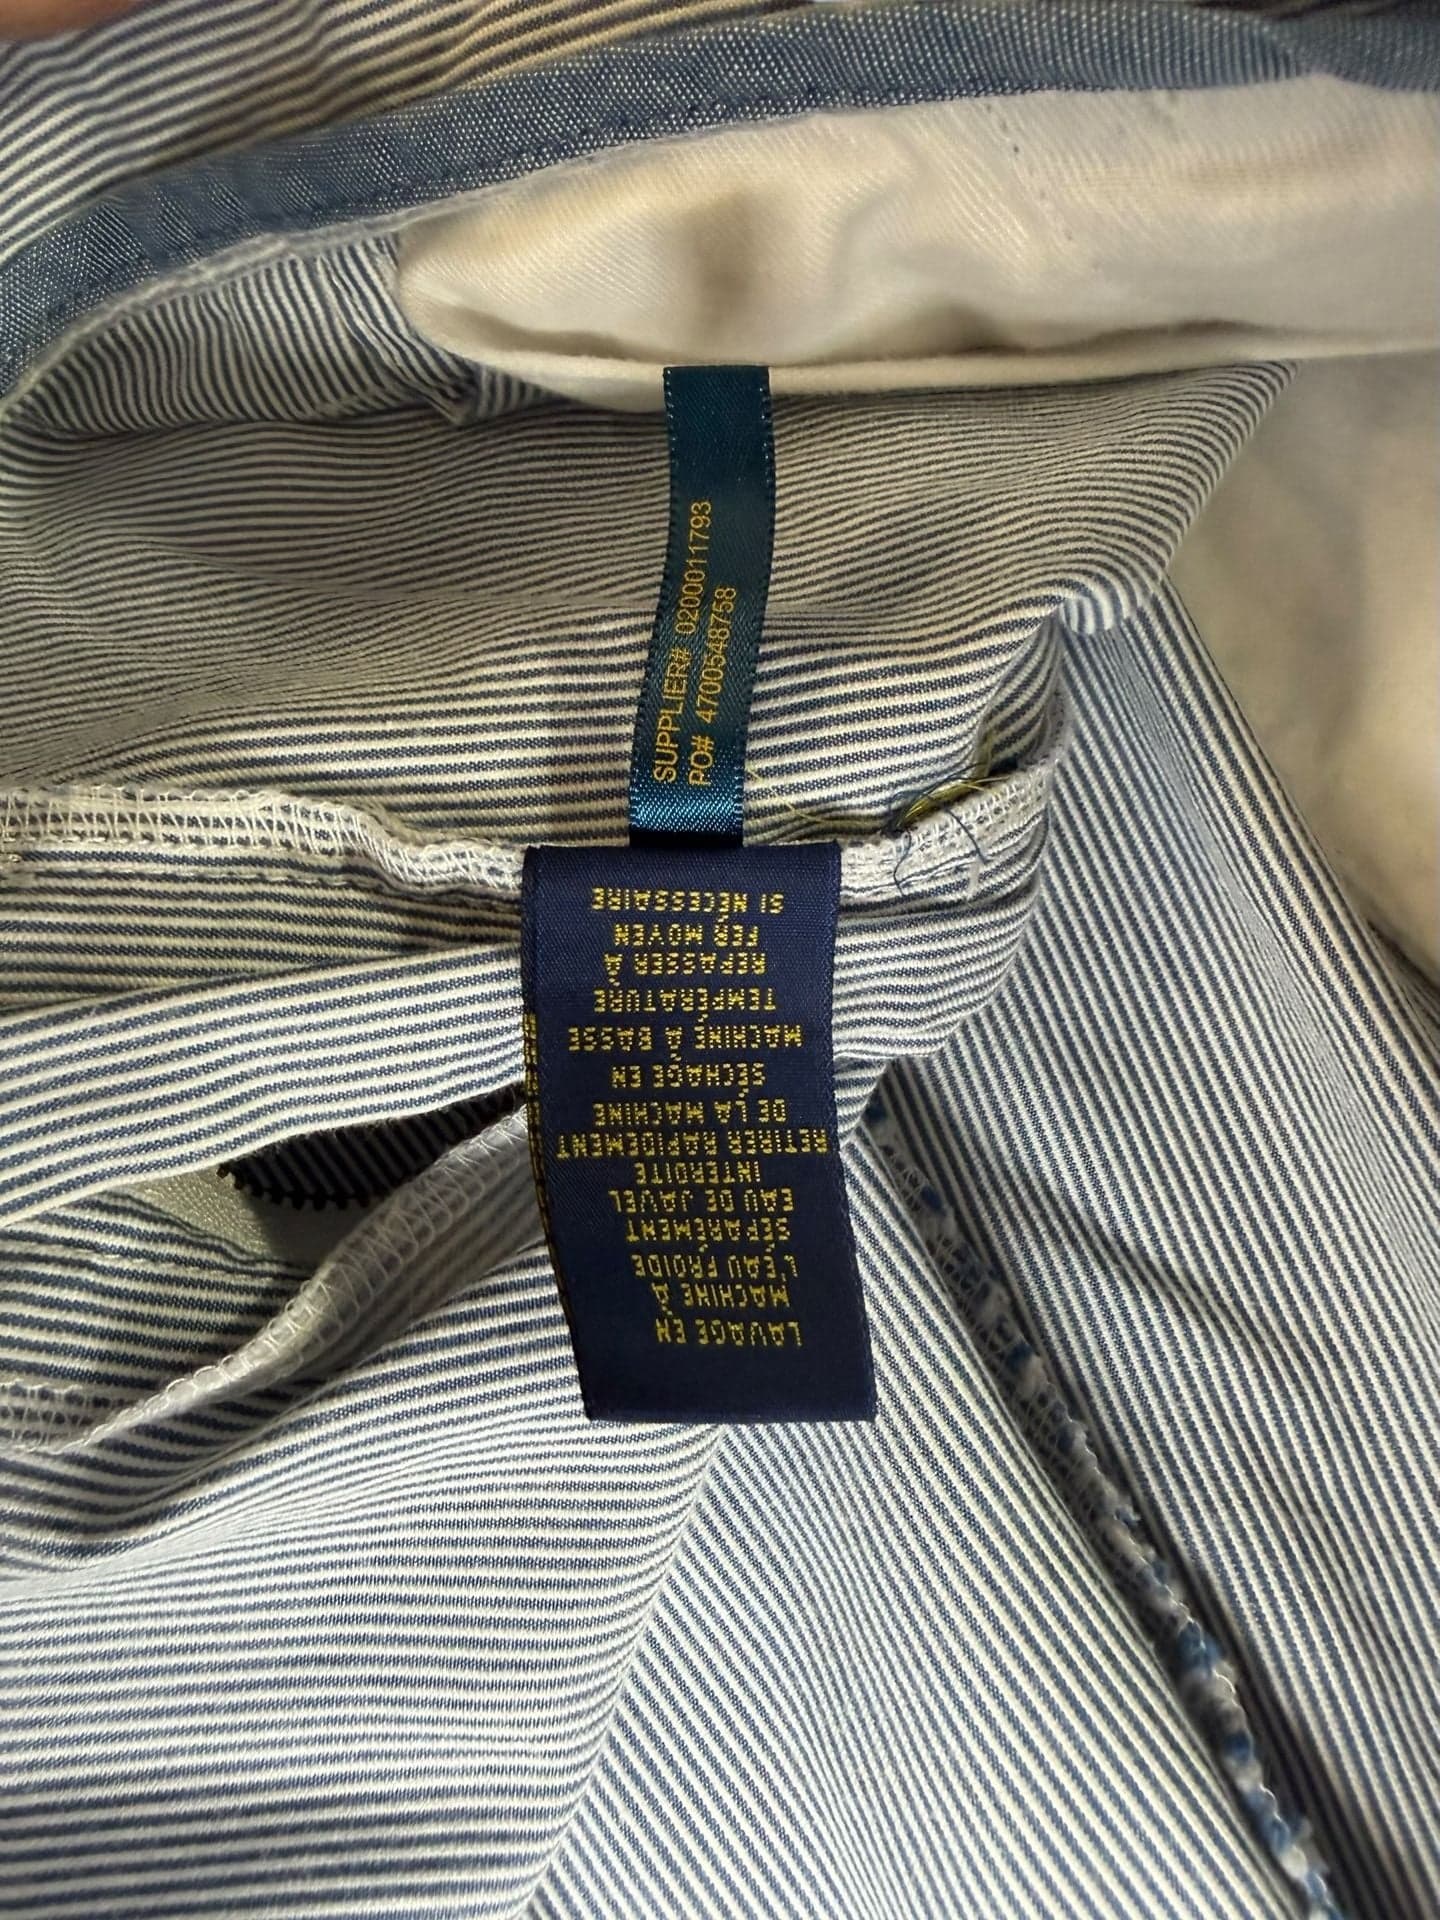 SUPPLIER# 0200011793
PO# 4700548758
LAVAGE EN
MACHINE À
L'EAU FROIDE
SÉPARÉMENT
EAU DE JAVEL
INTERDITE
RETIRER RAPIDEMENT
DE LA MACHINE
SÉCHAGE EN
MACHINE À BASSE
TEMPÉRATURE
REPASSER À
FER MOYEN
SI NÉCESSAIRE